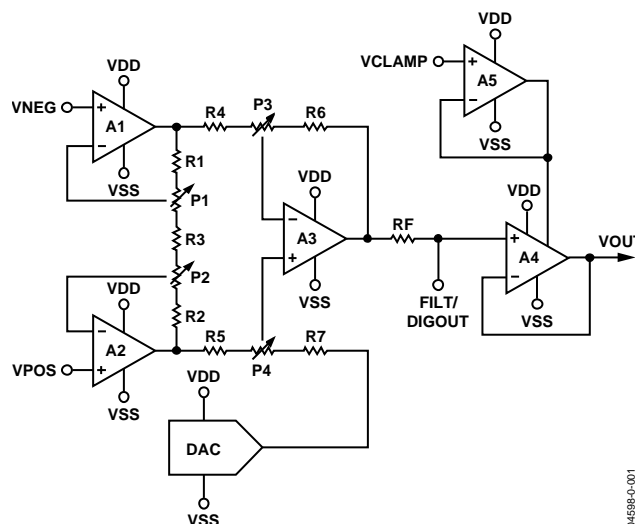 VDD
VCLAMP
+
A5
−
VSS
VDD
VNEG
+
A1
−
VSS
R4
P3
R6
R1
P1
R3
P2
R2
VDD
−
A3
+
VSS
RF
FILT/
DIGOUT
VDD
+
A4
−
VSS
VOUT
VDD
−
A2
VPOS
+
VSS
R5
P4
R7
VDD
DAC
VSS
04598-0-001